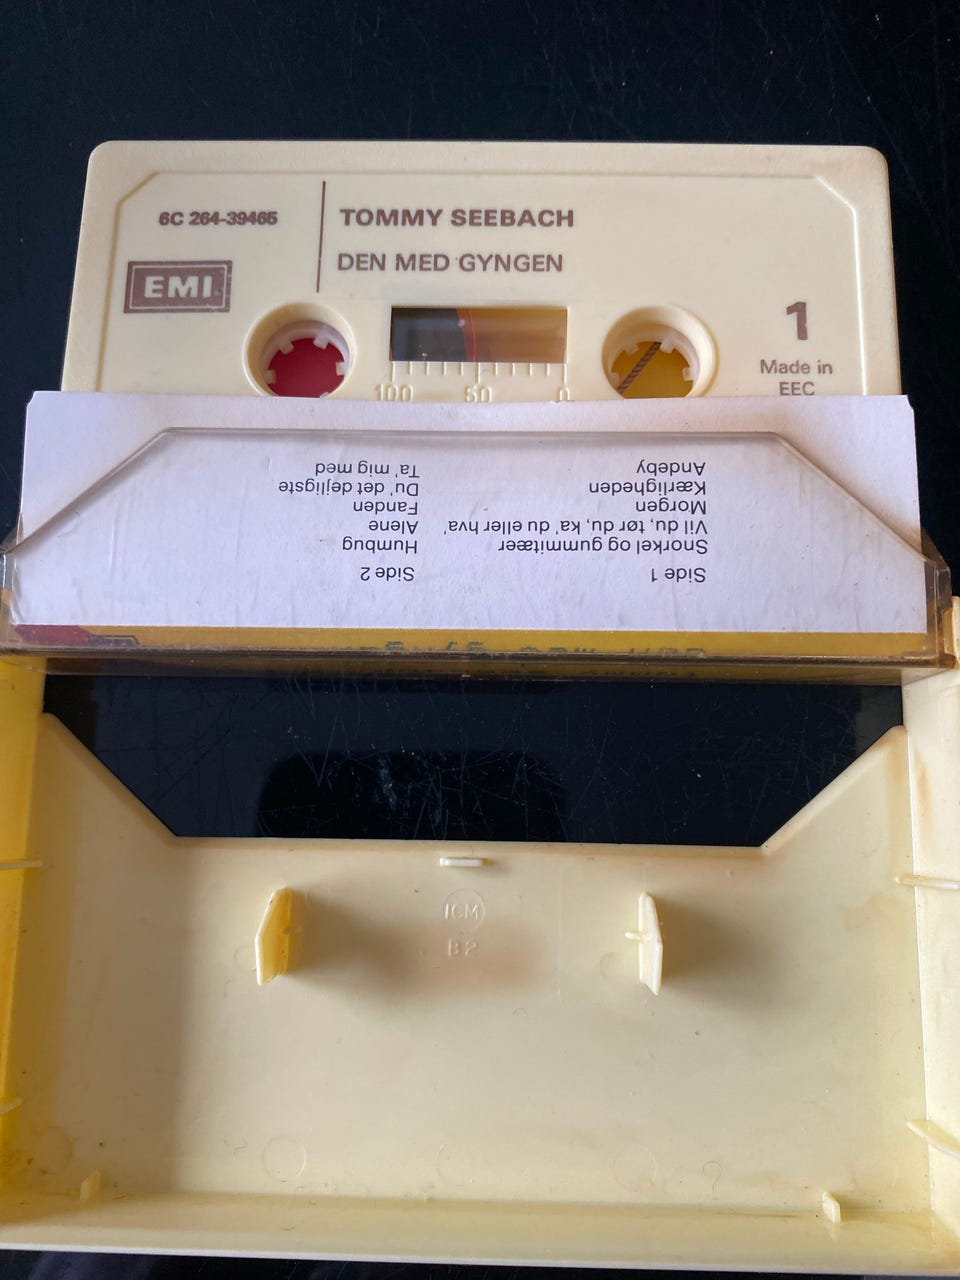 6C 264-39465
TOMMY SEEBACH
DEN MED GYNGEN
EMI
1
Made in
EEC
100 50 0
Side 1
Snorkel og gummitæer
Vil du, tør du, ka' du eller hva'
Morgen
Kærligheden
Andeby
Side 2
Humbug
Alene
Fanden
Du' det dejligste
Ta' mig med
ICM
B2